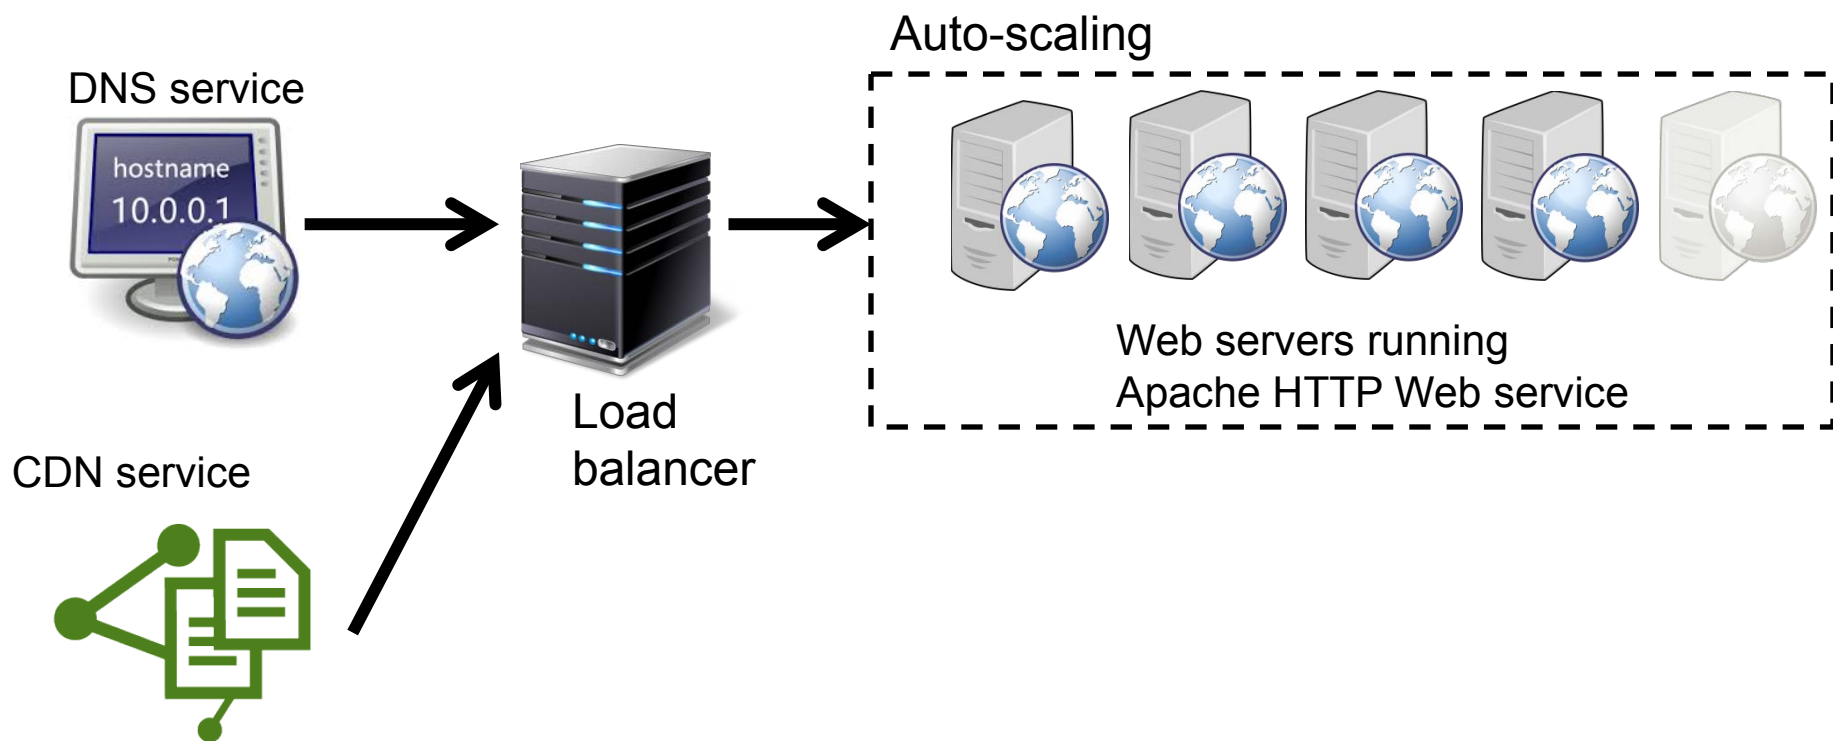 Auto-scaling
DNS service
hostname
10.0.0.1
Web servers running
Apache HTTP Web service
Load
balancer
CDN service